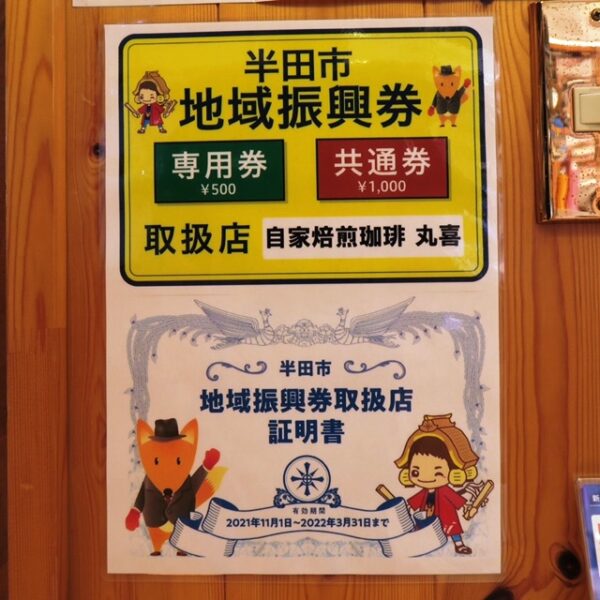 半田市
地域振興券
専用券
¥500
共通券
¥1,000
取扱店 自家焙煎珈琲 丸喜
半田市
地域振興券取扱店
証明書
有効期間
2021年11月1日～2022年3月31日まで